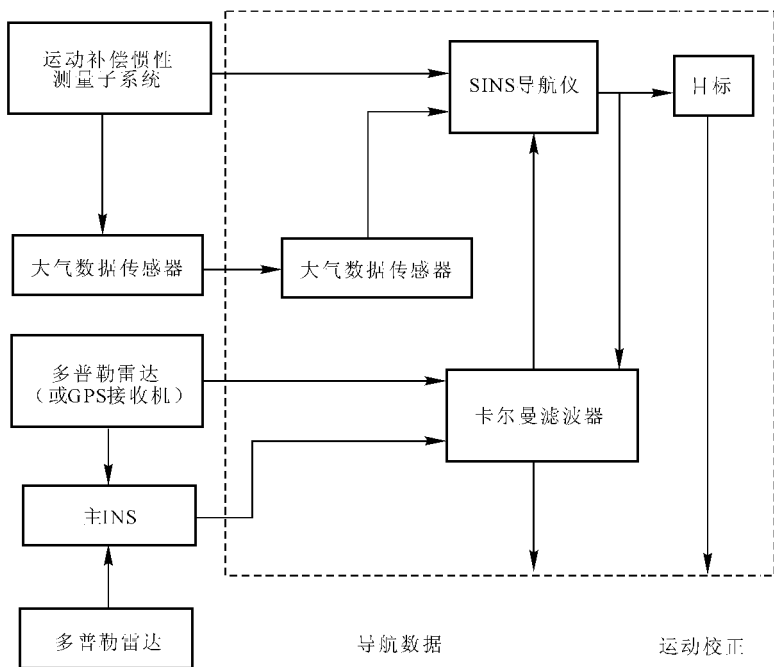 运动补偿惯性
测量子系统
SINS导航仪
目标
大气数据传感器
大气数据传感器
多普勒雷达
（或GPS接收机）
卡尔曼滤波器
主INS
多普勒雷达
导航数据
运动校正